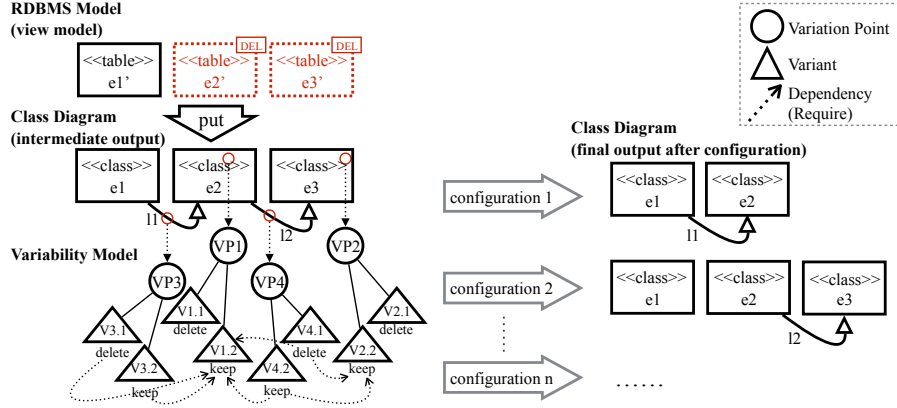 RDBMS Model
(view model)
<<table>>
e1'
DEL
<<table>>
e2'
DEL
<<table>>
e3'
put
Class Diagram
(intermediate output)
<<class>>
e1
<<class>>
e2
<<class>>
e3
l1
l2
Variability Model
VP1
VP2
VP3
VP4
V1.1
delete
V2.1
delete
V3.1
delete
V4.1
delete
V1.2
keep
V2.2
keep
V3.2
keep
V4.2
keep
configuration 1
configuration 2
configuration n
Variation Point
Variant
Dependency
(Require)
Class Diagram
(final output after configuration)
<<class>>
e1
<<class>>
e2
l1
<<class>>
e1
<<class>>
e2
<<class>>
e3
l2
......